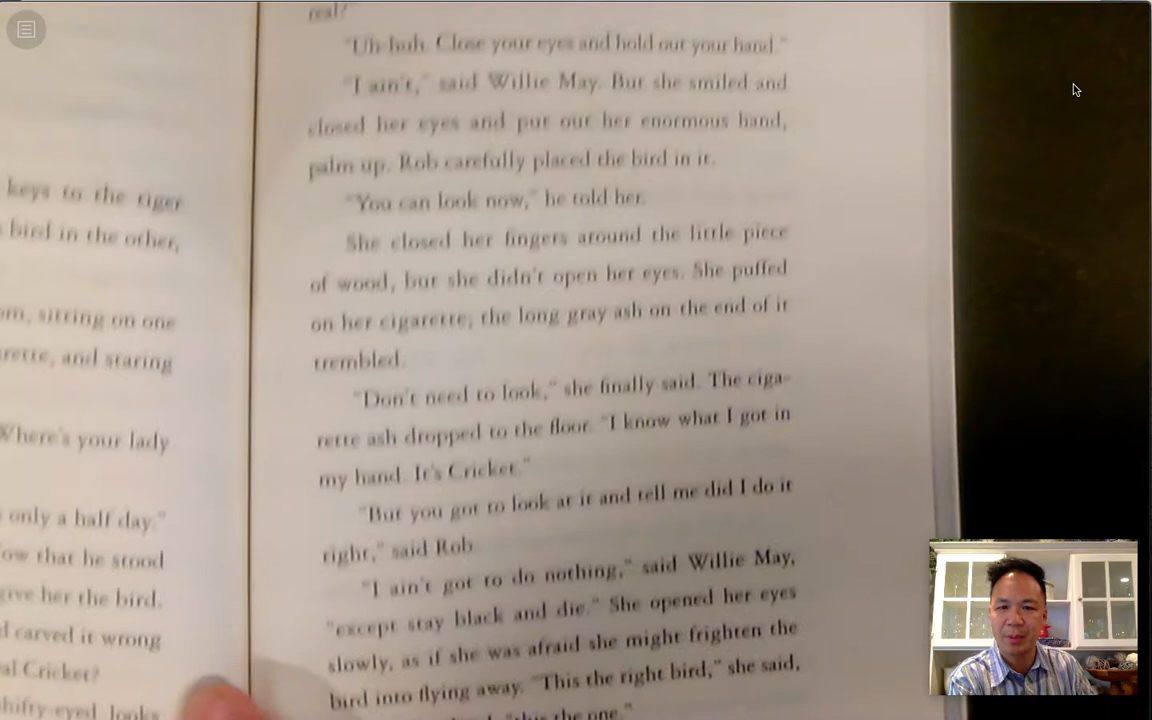 keys to the tiger
bird in the other,
sitting on one
and staring
Where's your lady
only a half day."
that he stood
give her the bird.
carved it wrong
Cricket?
shifty-eyed looks
real?"
"Uh-huh. Close your eyes and hold out your hand."
"I ain't," said Willie May. But she smiled and
closed her eyes and put out her enormous hand,
palm up. Rob carefully placed the bird in it.
"You can look now," he told her.
She closed her fingers around the little piece
of wood, but she didn't open her eyes. She puffed
on her cigarette; the long gray ash on the end of it
trembled.
"Don't need to look," she finally said. The ciga-
rette ash dropped to the floor. "I know what I got in
my hand. It's Cricket."
"But you got to look at it and tell me did I do it
right," said Rob.
"I ain't got to do nothing," said Willie May,
"except stay black and die." She opened her eyes
slowly, as if she was afraid she might frighten the
bird into flying away. "This the right bird," she said,
"this the one."